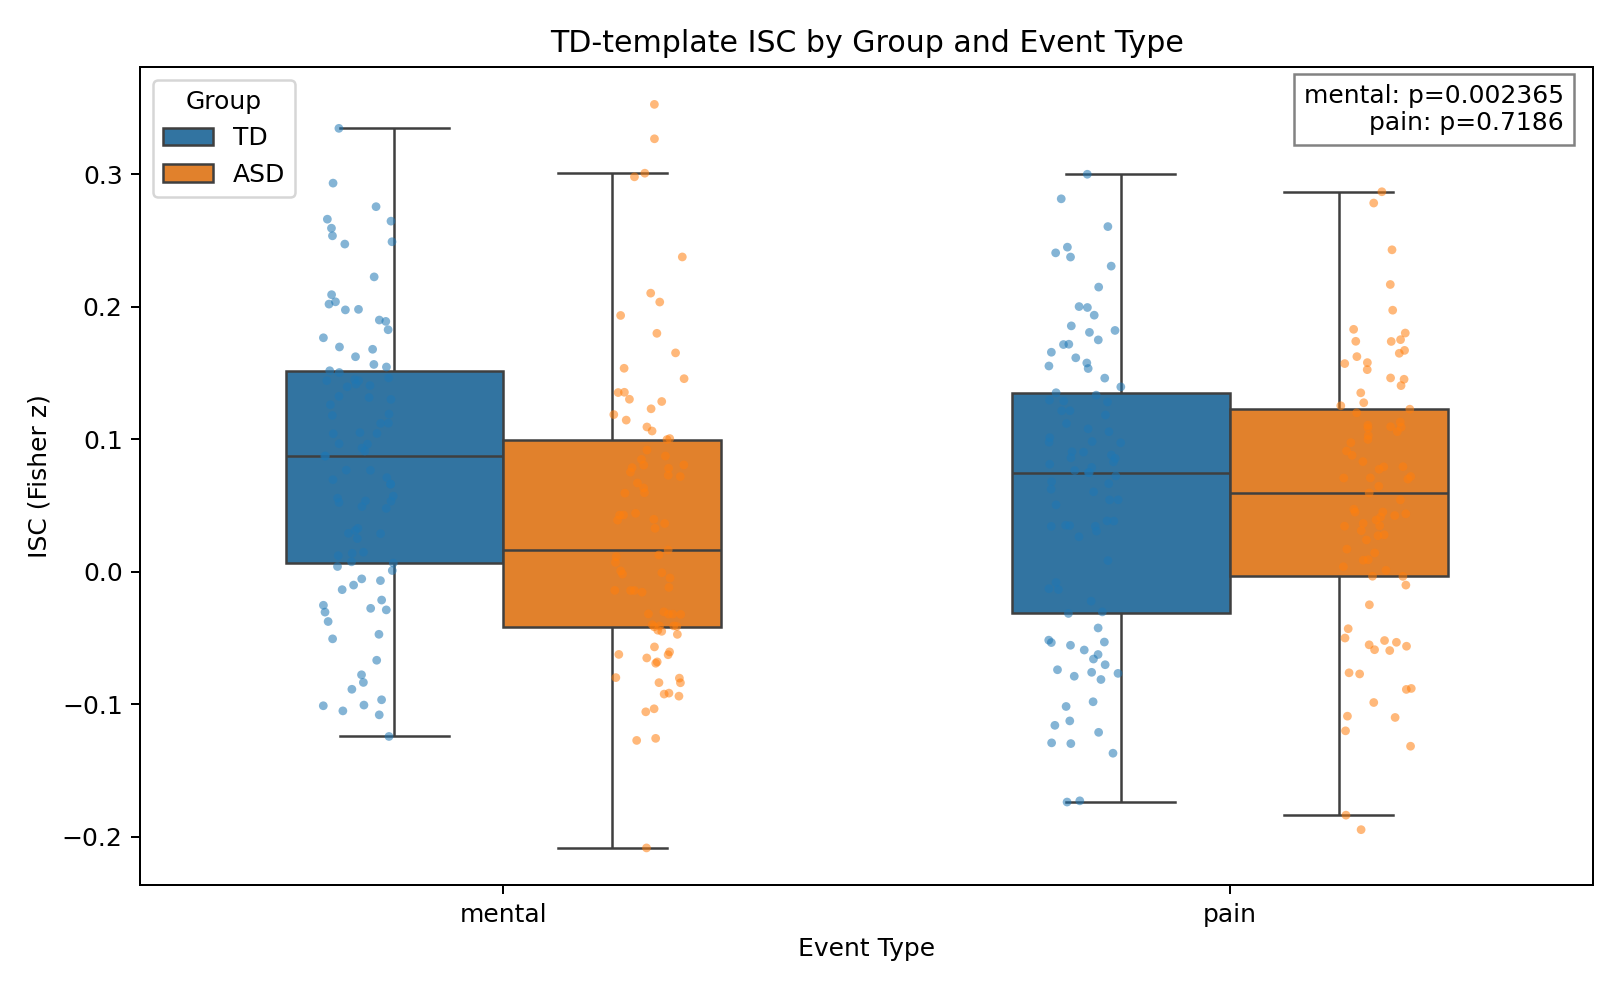 TD-template ISC by Group and Event Type
Group
TD
ASD
mental: p=0.002365
pain: p=0.7186
ISC (Fisher z)
0.3
0.2
0.1
0.0
−0.1
−0.2
mental
pain
Event Type